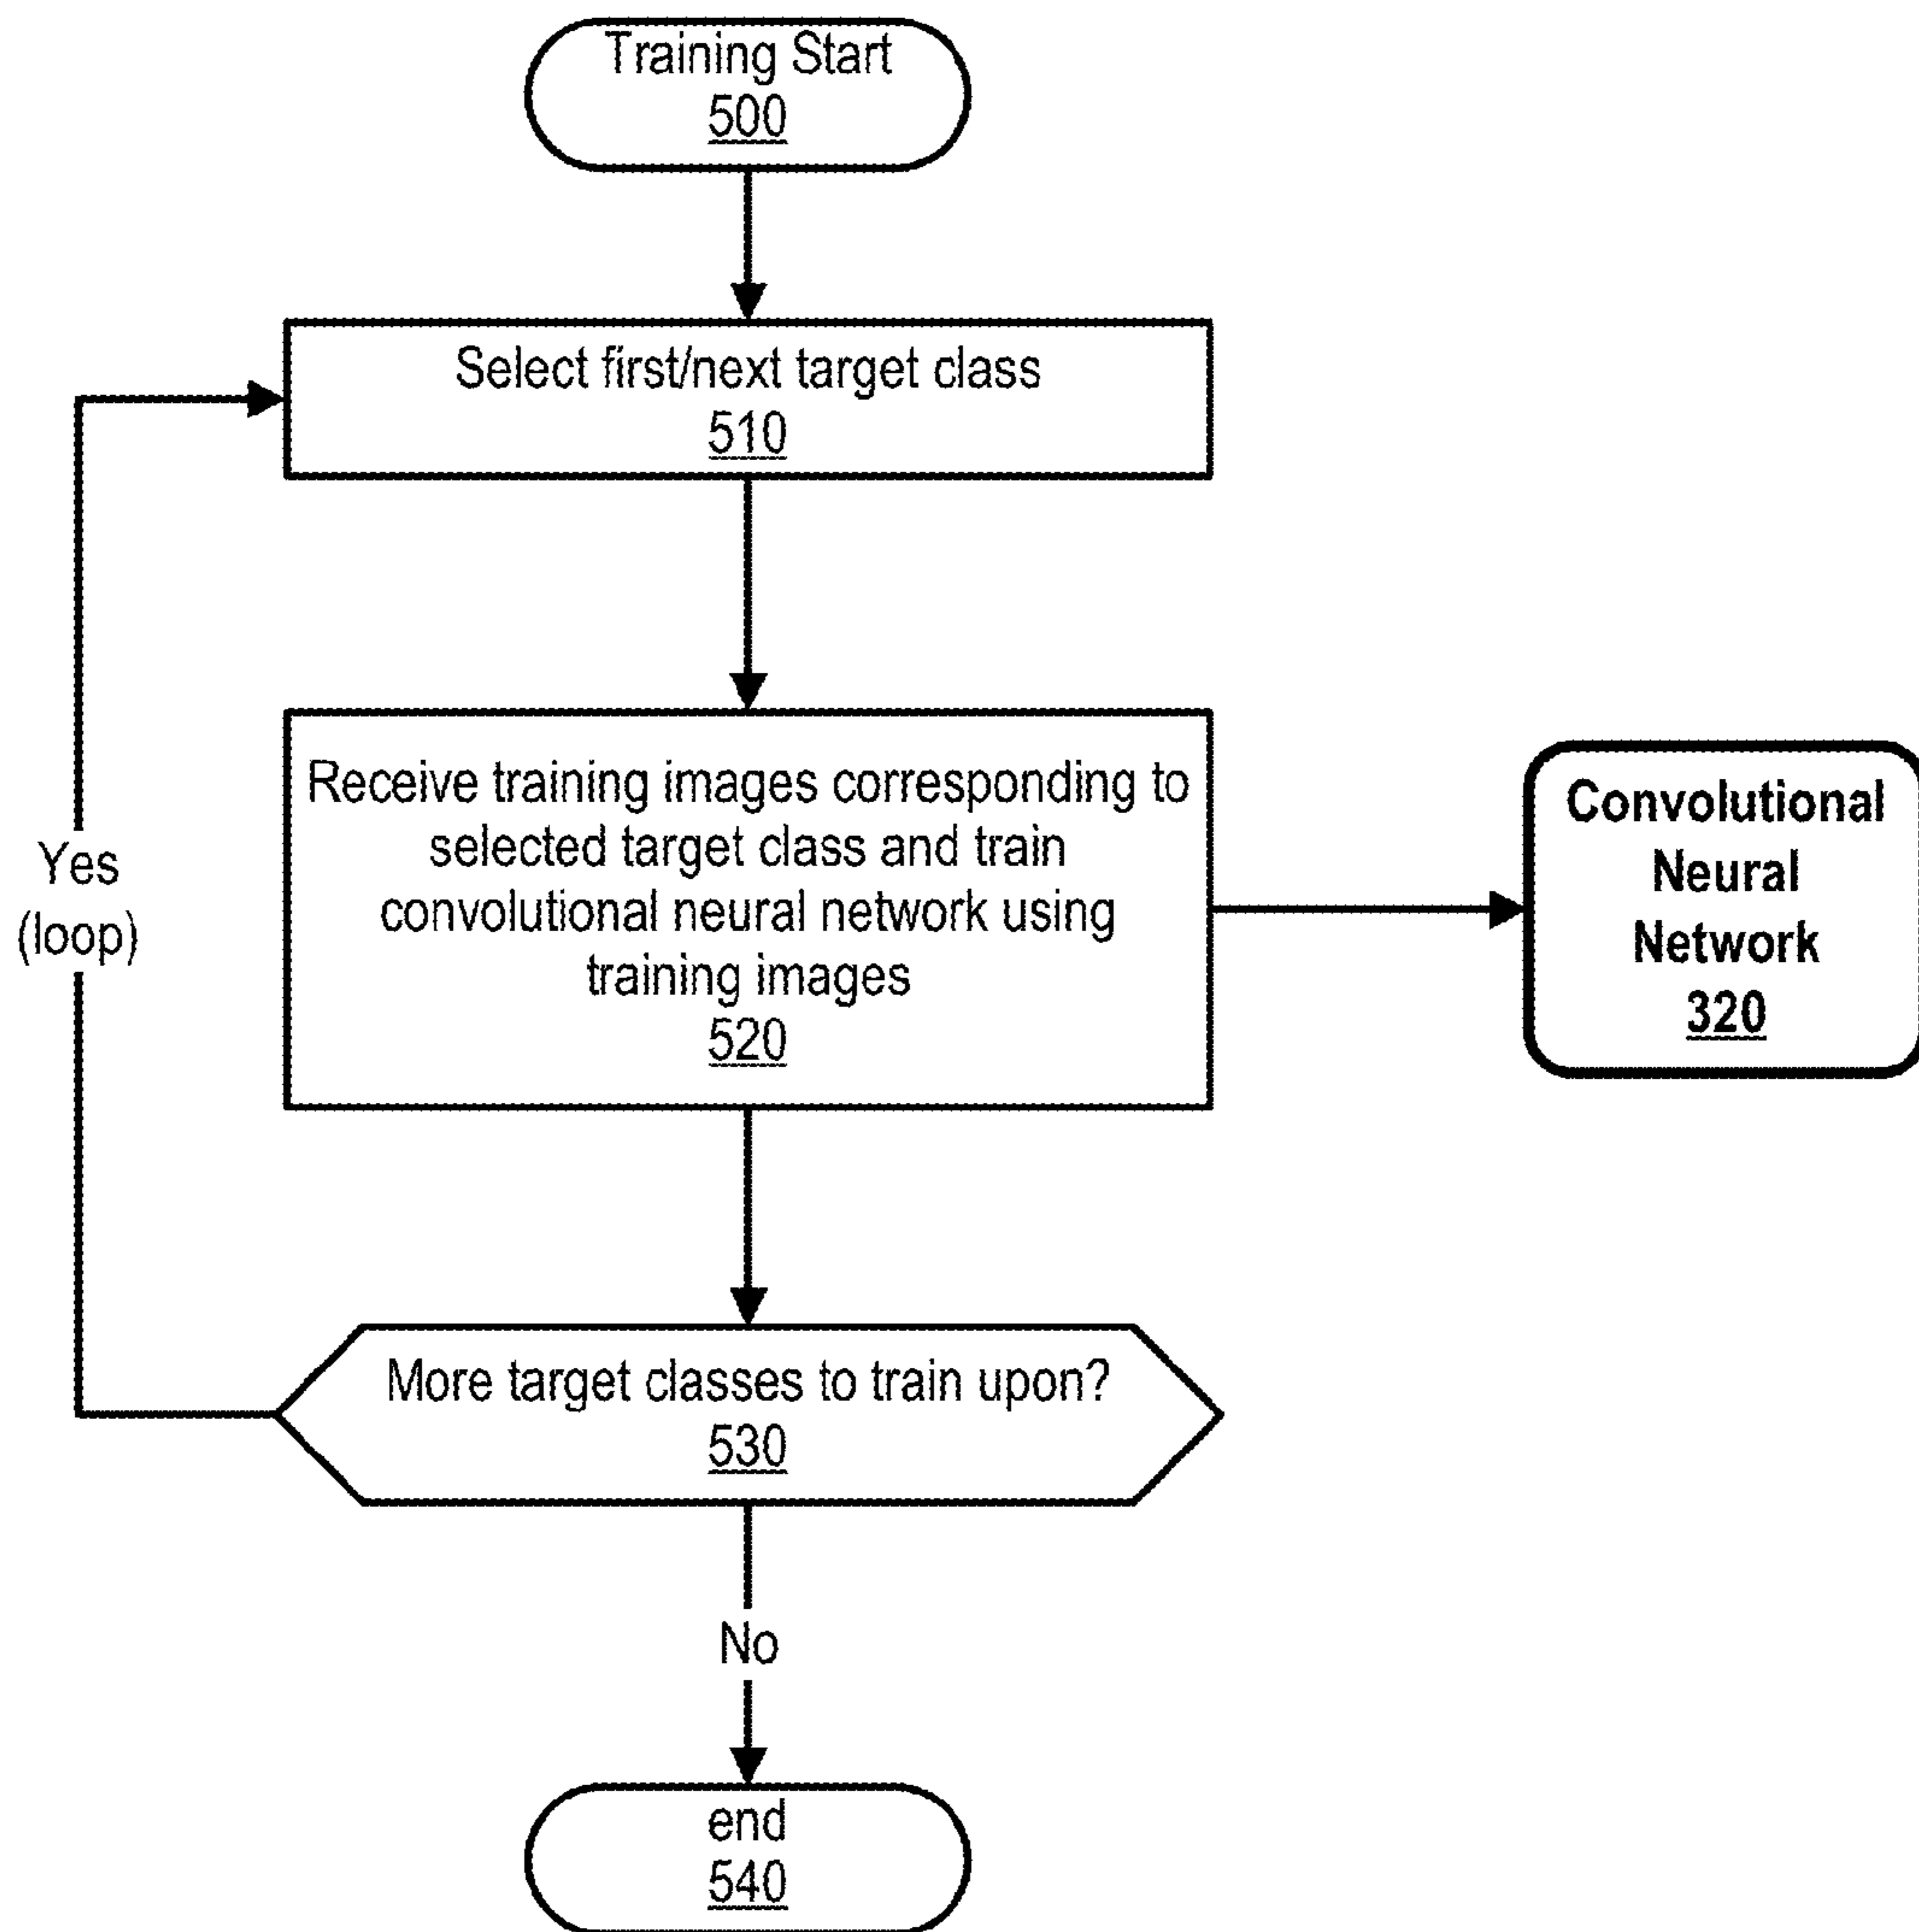 Training Start
500
Select first/next target class
510
Receive training images corresponding to
selected target class and train
convolutional neural network using
training images
520
Convolutional
Neural
Network
320
Yes
(loop)
More target classes to train upon?
530
No
end
540